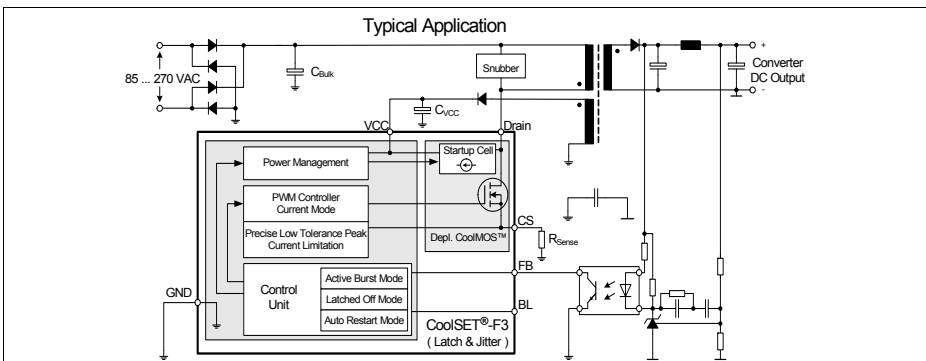 Typical Application
+
Converter
DC Output
-
Snubber
C_Bulk
85 ... 270 VAC
C_VCC
VCC
Drain
Startup Cell
Power Management
PWM Controller
Current Mode
Precise Low Tolerance Peak
Current Limitation
Depl. CoolMOS™
CS
R_Sense
FB
Control
Unit
Active Burst Mode
Latched Off Mode
Auto Restart Mode
BL
GND
CoolSET®-F3
( Latch & Jitter )